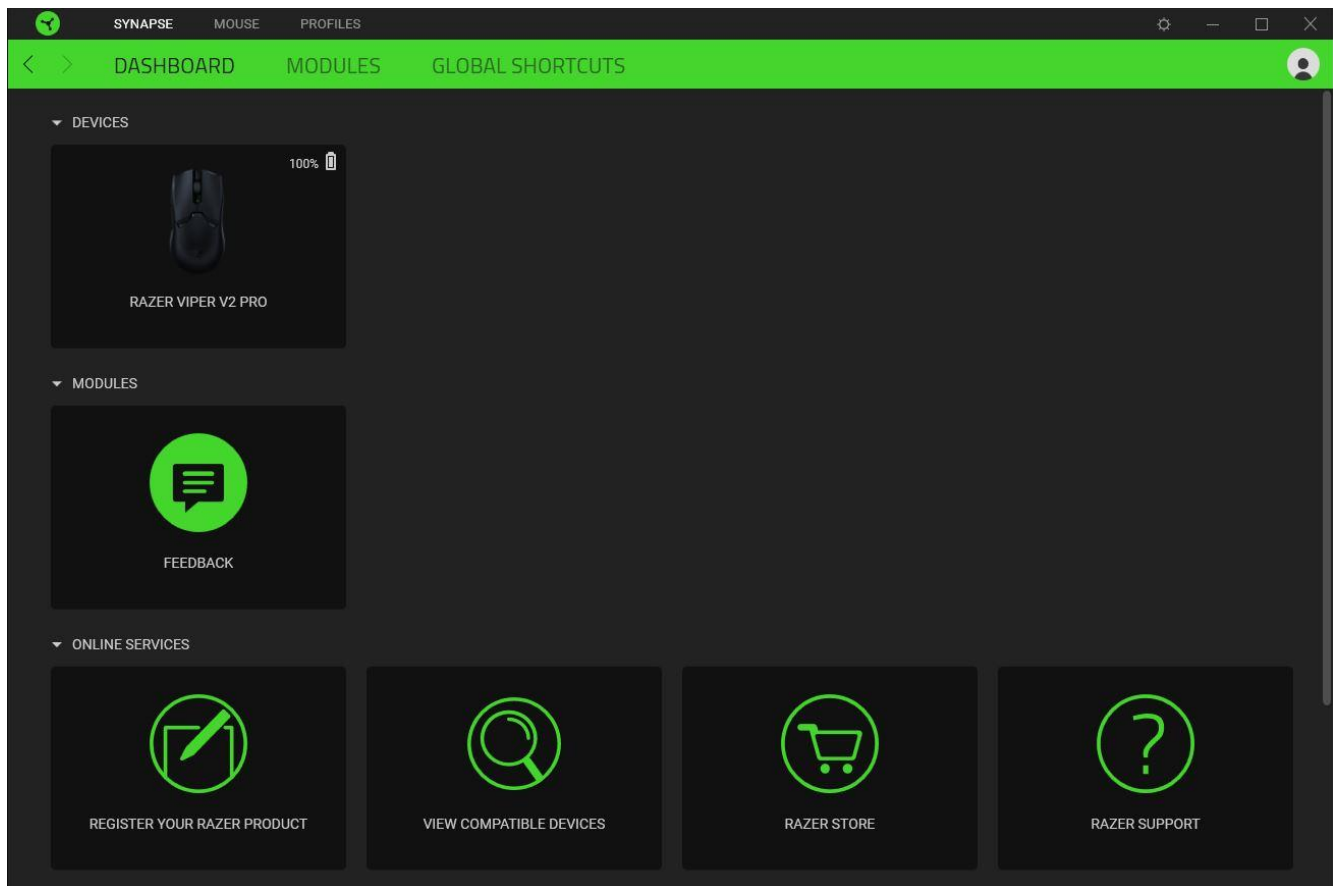 SYNAPSE MOUSE PROFILES
DASHBOARD MODULES GLOBAL SHORTCUTS
DEVICES
100%
RAZER VIPER V2 PRO
MODULES
FEEDBACK
ONLINE SERVICES
REGISTER YOUR RAZER PRODUCT VIEW COMPATIBLE DEVICES RAZER STORE RAZER SUPPORT